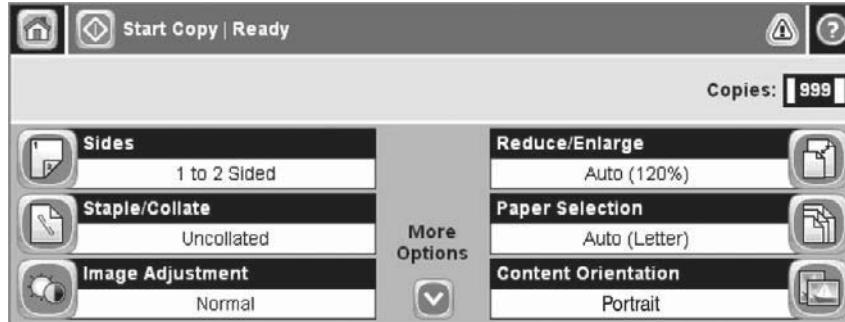 Start Copy | Ready
Copies: 999
Sides
1 to 2 Sided
Staple/Collate
Uncollated
Image Adjustment
Normal
More
Options
Reduce/Enlarge
Auto (120%)
Paper Selection
Auto (Letter)
Content Orientation
Portrait